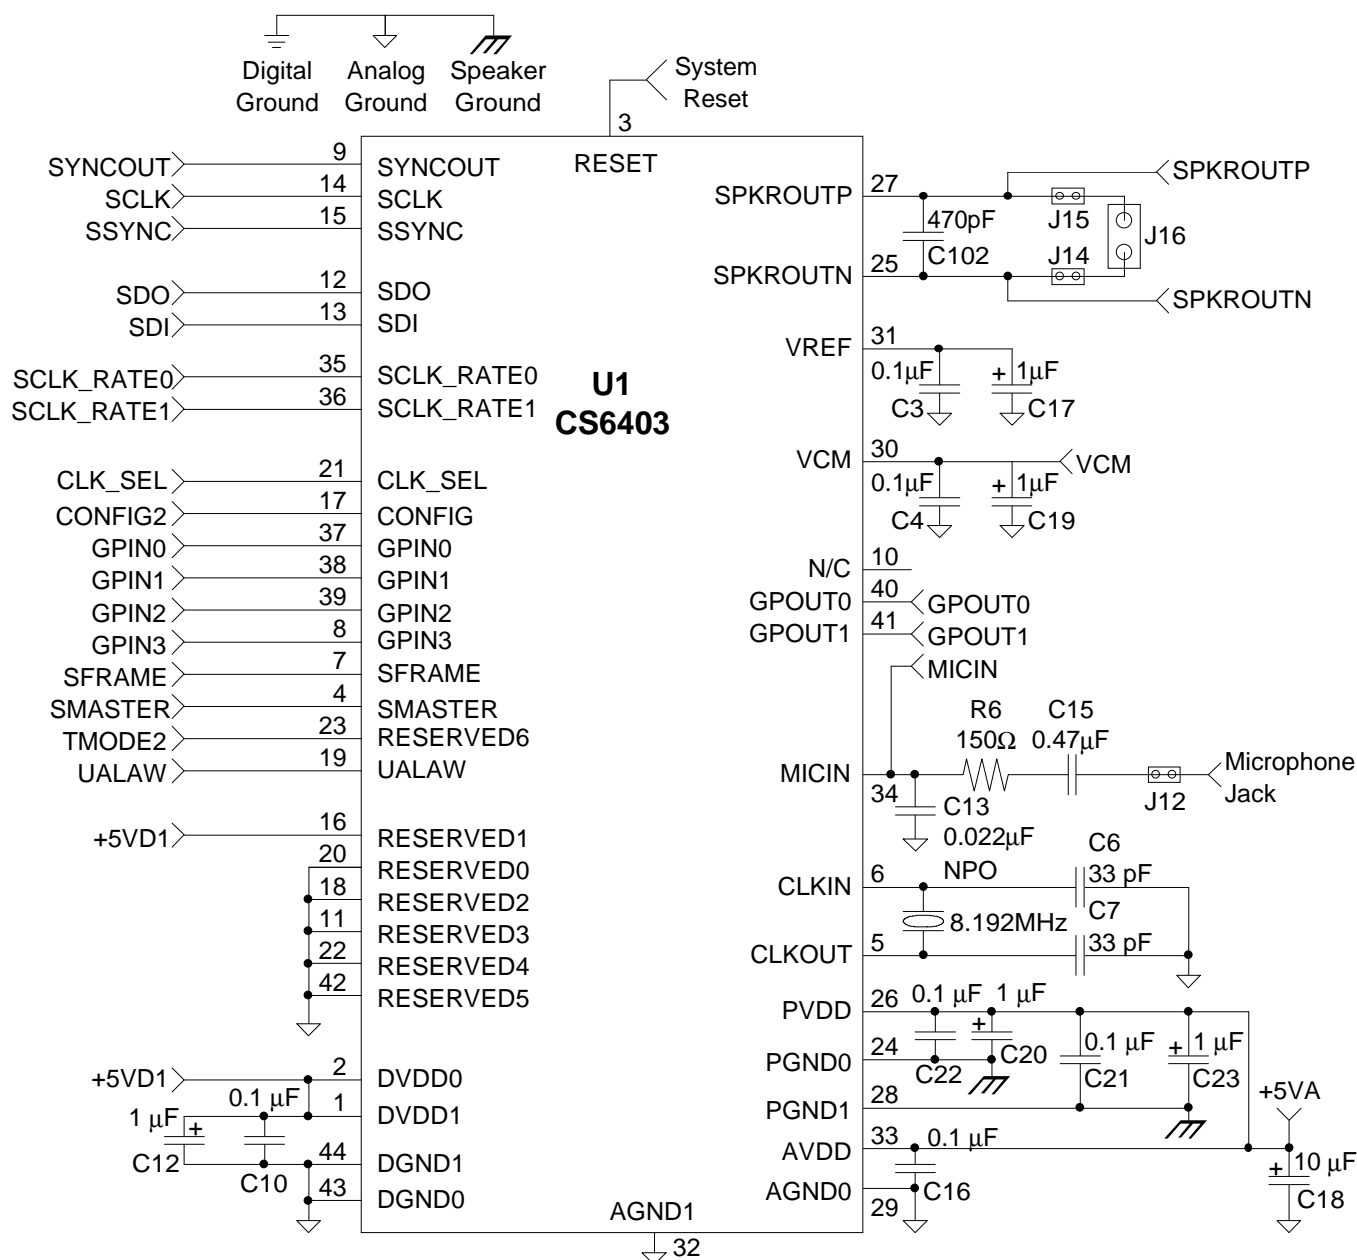 Digital Ground
Analog Ground
Speaker Ground
System Reset
3
RESET
U1
CS6403
SYNCOUT 9 SYNCOUT
SCLK 14 SCLK
SSYNC 15 SSYNC
SDO 12 SDO
SDI 13 SDI
SCLK_RATE0 35 SCLK_RATE0
SCLK_RATE1 36 SCLK_RATE1
CLK_SEL 21 CLK_SEL
CONFIG2 17 CONFIG
GPIN0 37 GPIN0
GPIN1 38 GPIN1
GPIN2 39 GPIN2
GPIN3 8 GPIN3
SFRAME 7 SFRAME
SMASTER 4 SMASTER
TMODE2 23 RESERVED6
UALAW 19 UALAW
+5VD1 16 RESERVED1
20 RESERVED0
18 RESERVED2
11 RESERVED3
22 RESERVED4
42 RESERVED5
+5VD1 2 DVDD0
1 DVDD1
1 µF + C12
0.1 µF C10
44 DGND1
43 DGND0
AGND1
32
SPKROUTP 27 SPKROUTP
470pF
C102
J15
J16
J14
SPKROUTN 25 SPKROUTN
VREF 31
0.1µF C3
+ 1µF C17
VCM 30 VCM
0.1µF C4
+ 1µF C19
N/C 10
GPOUT0 40 GPOUT0
GPOUT1 41 GPOUT1
MICIN
R6
150Ω
C15
0.47µF
MICIN 34
J12
Microphone Jack
C13
0.022µF
NPO
CLKIN 6
C6
33 pF
8.192MHz
C7
33 pF
CLKOUT 5
PVDD 26
0.1 µF C22
1 µF + C20
PGND0 24
0.1 µF C21
+ 1 µF C23
PGND1 28
+5VA
AVDD 33
0.1 µF
C16
AGND0 29
+ 10 µF
C18